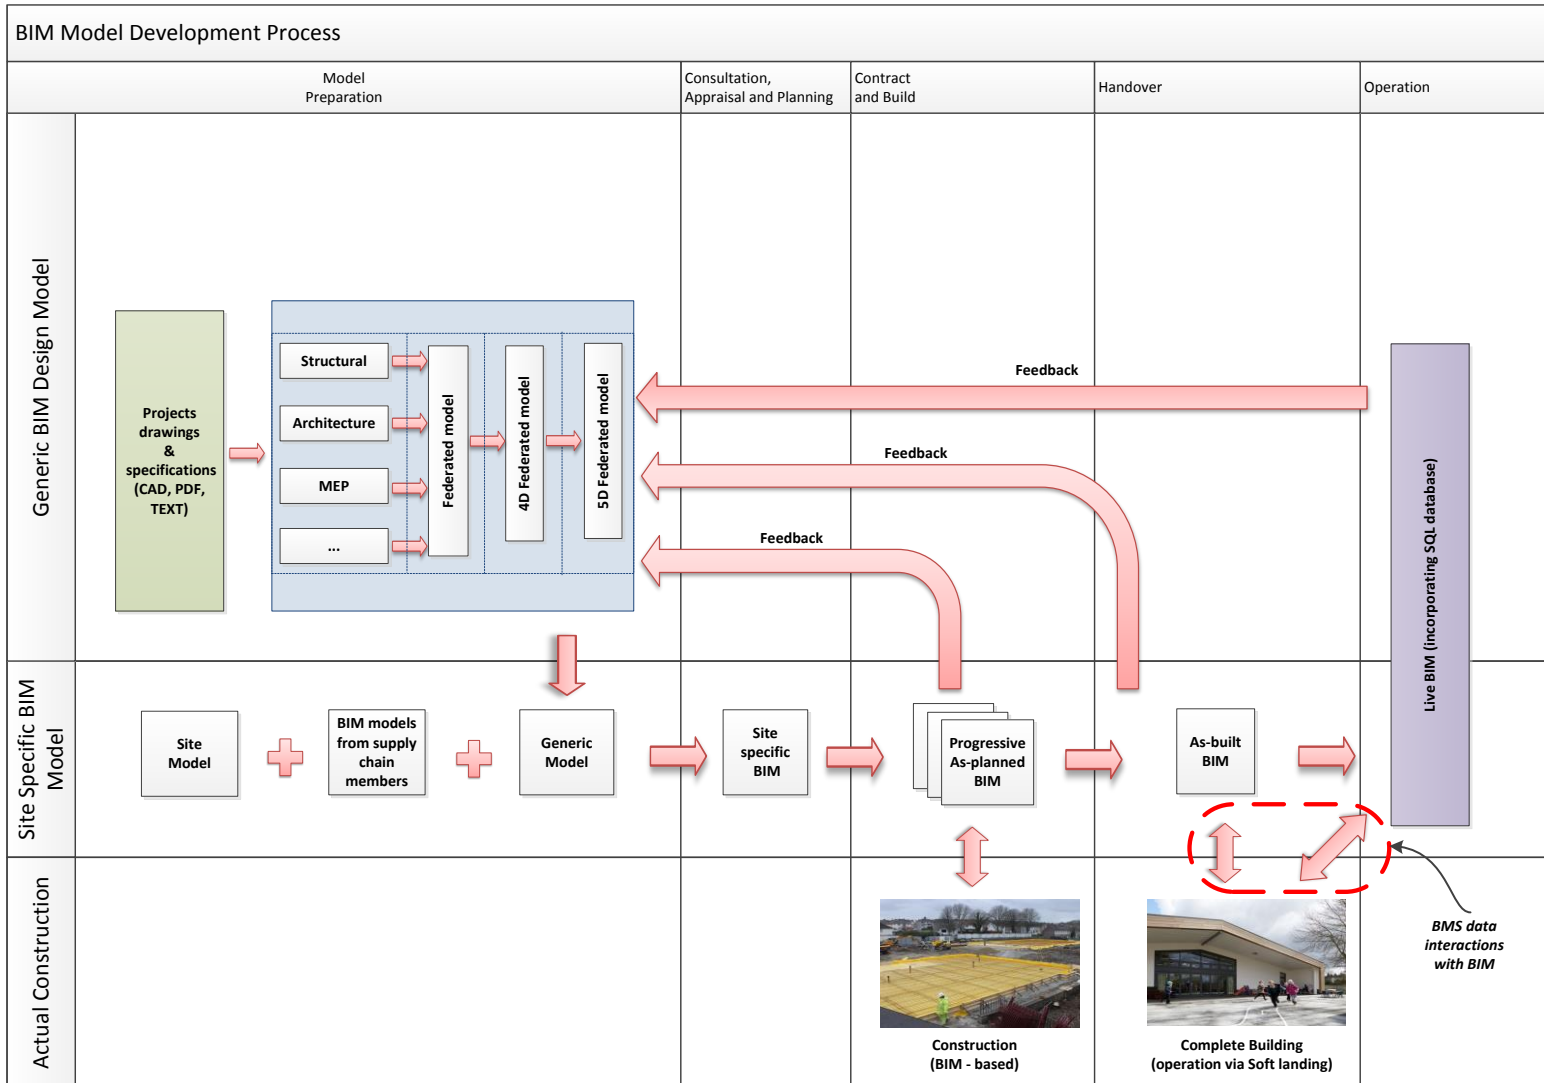 BIM Model Development Process
Model
Preparation
Consultation,
Appraisal and Planning
Contract
and Build
Handover
Operation
Generic BIM Design Model
Projects
drawings
&
specifications
(CAD, PDF,
TEXT)
Structural
Architecture
MEP
...
Federated model
4D Federated model
5D Federated model
Feedback
Feedback
Feedback
Live BIM (incorporating SQL database)
Site Specific BIM
Model
Site
Model
BIM models
from supply
chain
members
Generic
Model
Site
specific
BIM
Progressive
As-planned
BIM
As-built
BIM
Actual Construction
Construction
(BIM - based)
Complete Building
(operation via Soft landing)
BMS data
interactions
with BIM